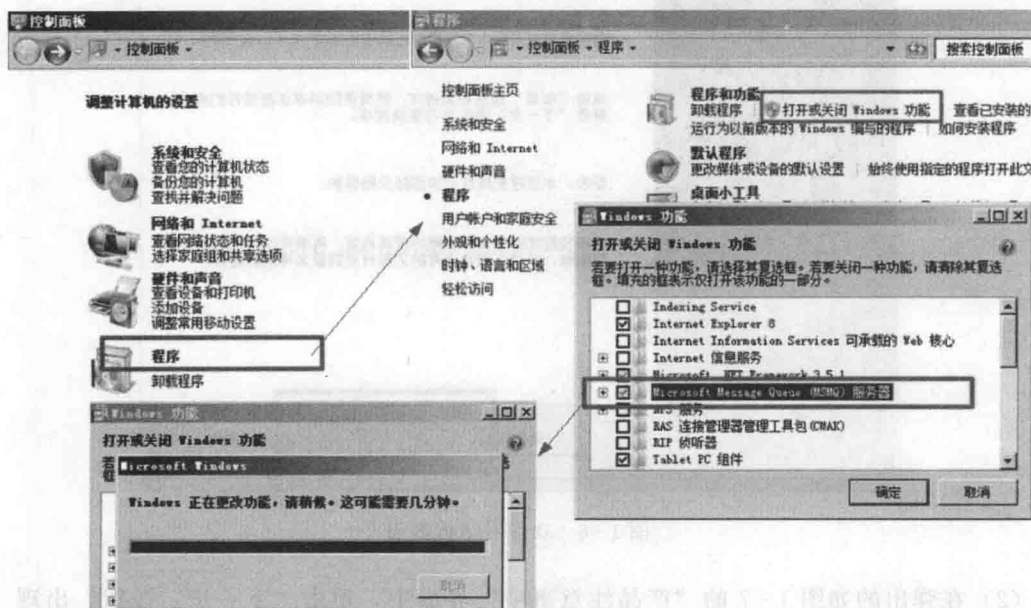 控制面板
控制面板
调整计算机的设置
系统和安全
查看您的计算机状态
备份您的计算机
查找并解决问题
网络和 Internet
查看网络状态和任务
选择家庭组和共享选项
硬件和声音
查看设备和打印机
添加设备
调整常用移动设置
程序
卸载程序
程序
控制面板 程序
搜索控制面板
控制面板主页
系统和安全
网络和 Internet
硬件和声音
程序
用户帐户和家庭安全
外观和个性化
时钟、语言和区域
轻松访问
程序和功能
卸载程序 打开或关闭 Windows 功能 查看已安装的
运行为以前版本的 Windows 编写的程序 如何安装程序
默认程序
更改媒体或设备的默认设置 始终使用指定的程序打开此文
桌面小工具
Windows 功能
打开或关闭 Windows 功能
若要打开一种功能，请选择其复选框。若要关闭一种功能，请清除其复选
框。填充的框表示仅打开该功能的一部分。
Indexing Service
Internet Explorer 8
Internet Information Services 可承载的 Web 核心
Internet 信息服务
Microsoft .NET Framework 3.5.1
Microsoft Message Queue (MSMQ) 服务器
服务
RAS 连接管理器管理工具包(CMAK)
RIP 侦听器
Tablet PC 组件
确定 取消
Windows 功能
打开或关闭 Windows 功能
Microsoft Windows
Windows 正在更改功能，请稍候。这可能需要几分钟。
取消